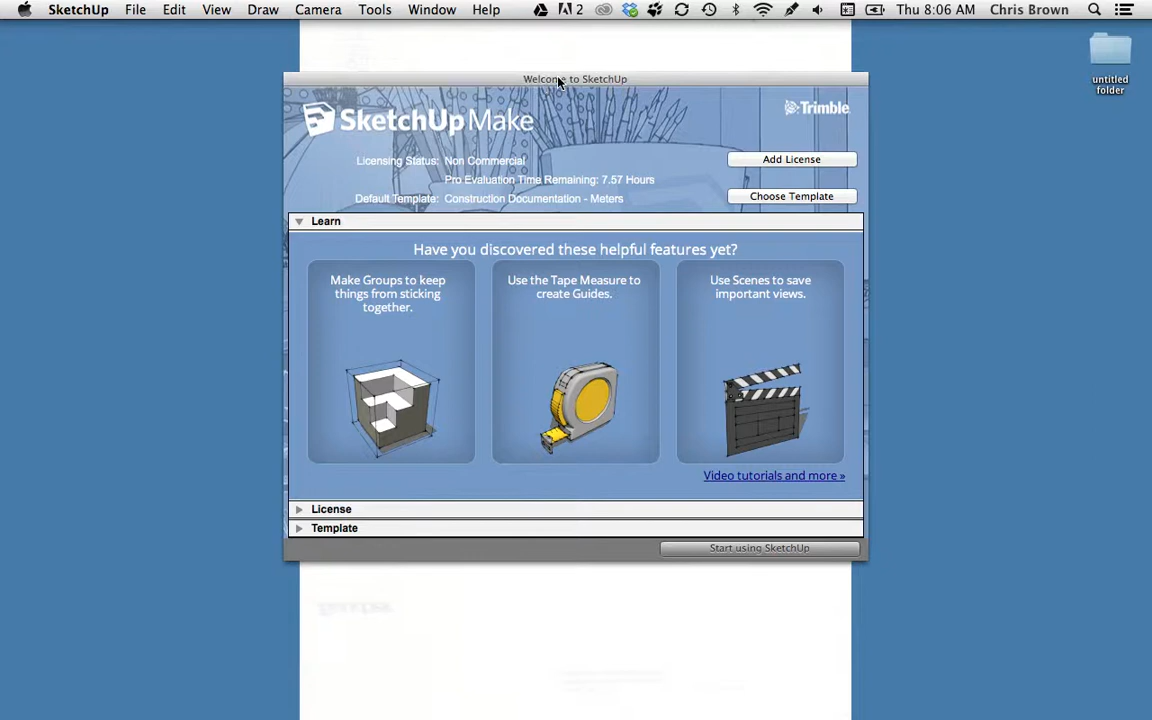 SketchUp File Edit View Draw Camera Tools Window Help 2 Thu 8:06 AM Chris Brown
untitled
folder
Welcome to SketchUp
SketchUp Make
Trimble
Licensing Status: Non Commercial
Add License
Pro Evaluation Time Remaining: 7.57 Hours
Default Template: Construction Documentation - Meters
Choose Template
Learn
Have you discovered these helpful features yet?
Make Groups to keep
things from sticking
together.
Use the Tape Measure to
create Guides.
Use Scenes to save
important views.
Video tutorials and more »
License
Template
Start using SketchUp